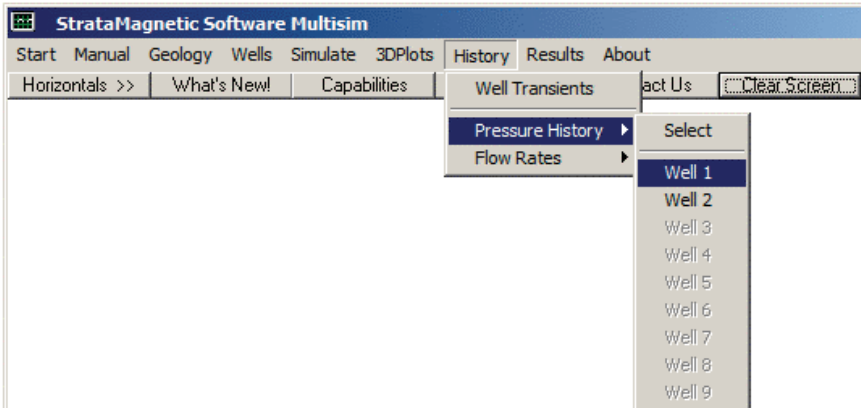 StrataMagnetic Software Multisim
Start Manual Geology Wells Simulate 3DPlots History Results About
Horizontals >> What's New! Capabilities act Us Clear Screen
Well Transients
Pressure History
Flow Rates
Select
Well 1
Well 2
Well 3
Well 4
Well 5
Well 6
Well 7
Well 8
Well 9